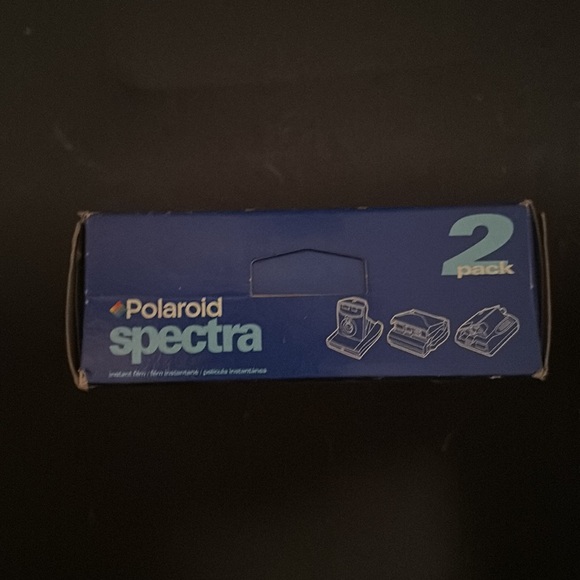 2
pack
Polaroid
spectra
instant film / film instantané / película instantánea